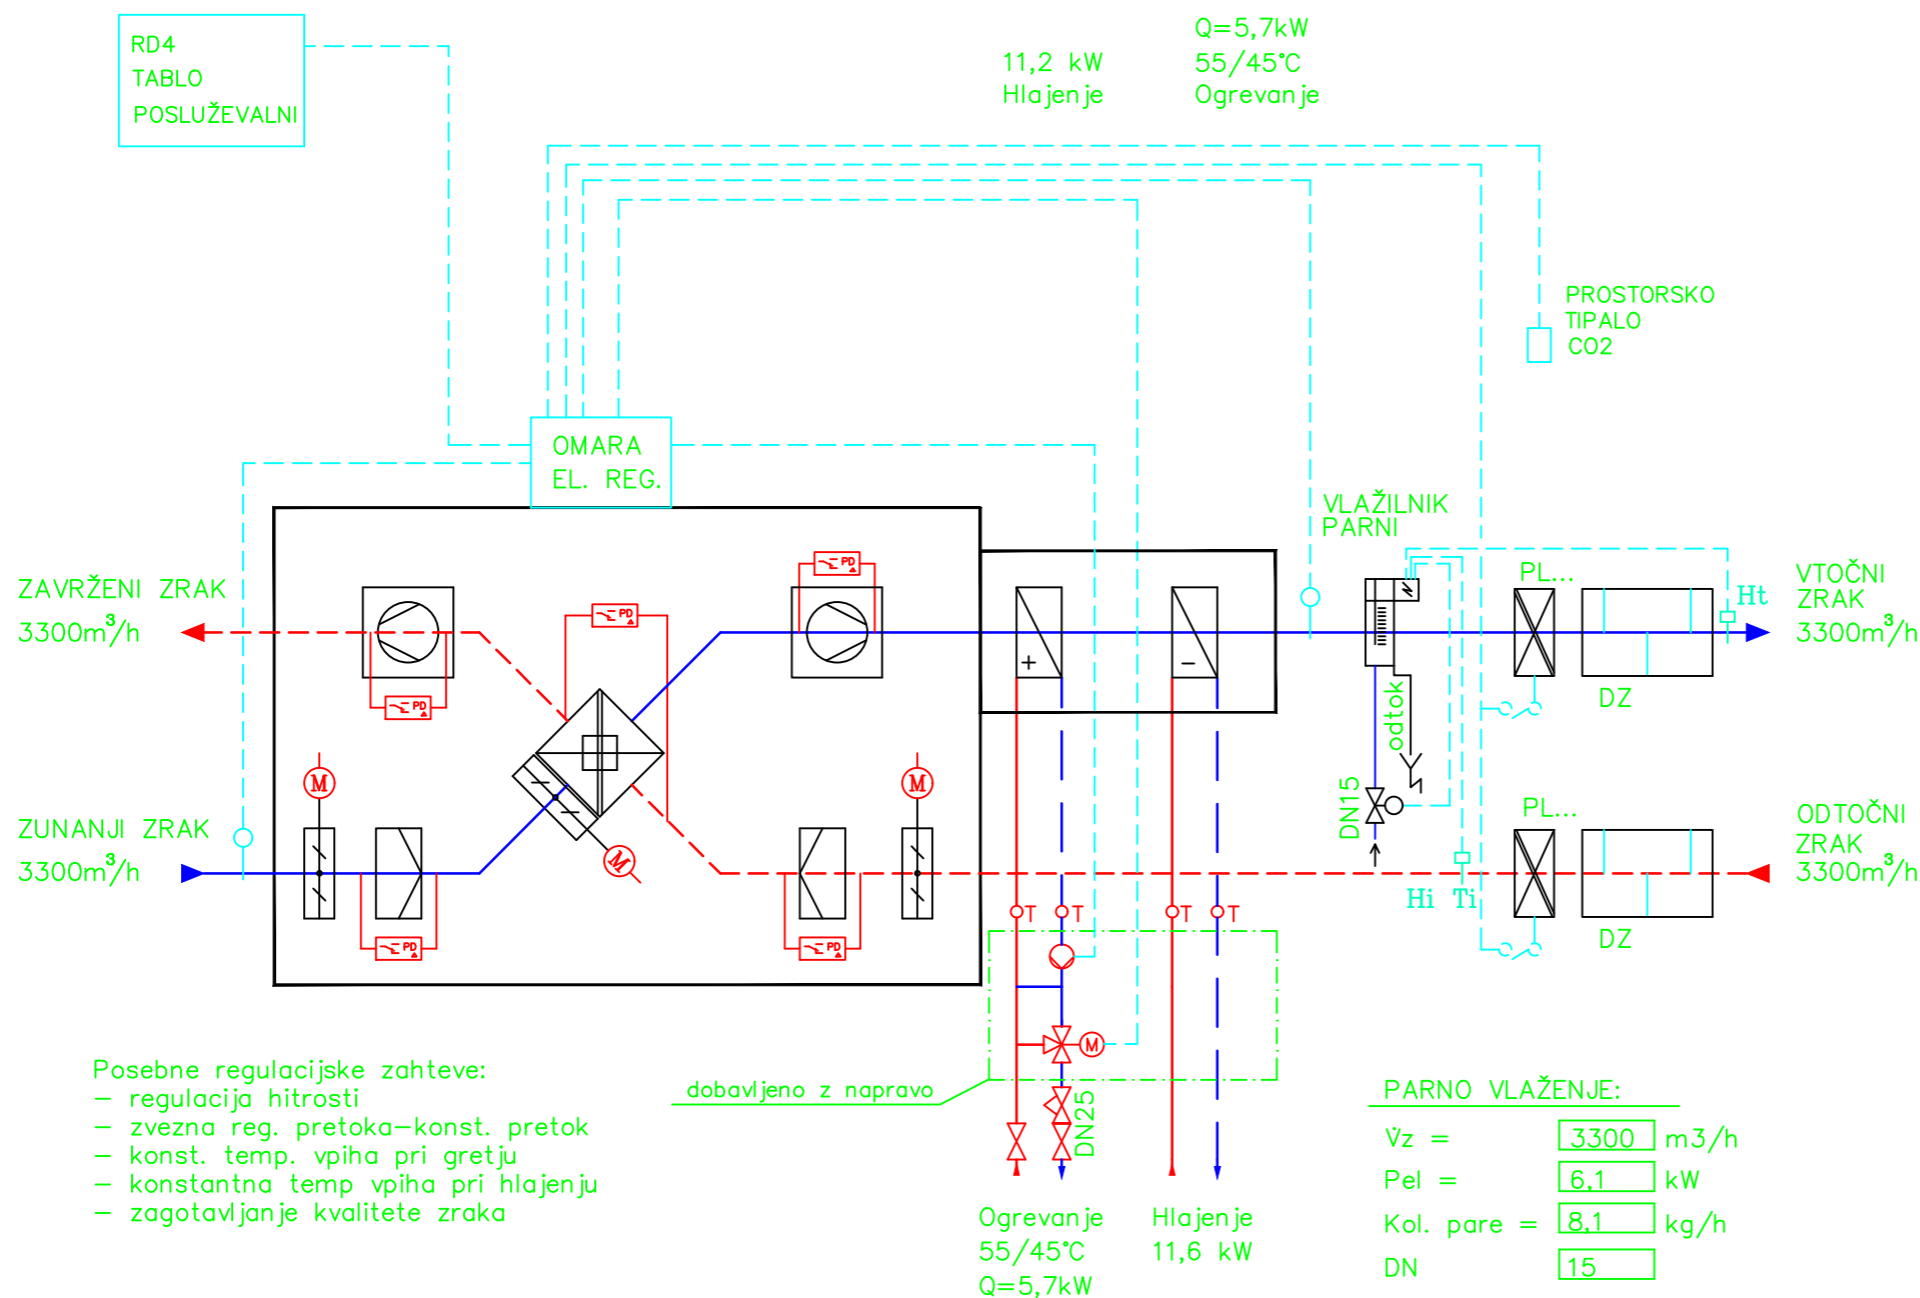 RD4
TABLO
POSLUŽEVALNI
11,2 kW
Hlajenje
Q=5,7kW
55/45°C
Ogrevanje
PROSTORSKO
TIPALO
CO2
OMARA
EL. REG.
VLAŽILNIK
PARNI
ZAVRŽENI ZRAK
3300m³/h
PD
PD
PD
PL...
Ht
VTOČNI
ZRAK
3300m³/h
+
-
odtok
DZ
M
M
M
DN15
ZUNANJI ZRAK
3300m³/h
PL...
ODTOČNI
ZRAK
3300m³/h
Hi Ti
T
T
T
T
PD
PD
DZ
M
dobavljeno z napravo
DN25
Posebne regulacijske zahteve:
– regulacija hitrosti
– zvezna reg. pretoka–konst. pretok
– konst. temp. vpiha pri gretju
– konstantna temp vpiha pri hlajenju
– zagotavljanje kvalitete zraka
Ogrevanje
55/45°C
Q=5,7kW
Hlajenje
11,6 kW
PARNO VLAŽENJE:
V̇z = 3300 m3/h
Pel = 6,1 kW
Kol. pare = 8,1 kg/h
DN 15